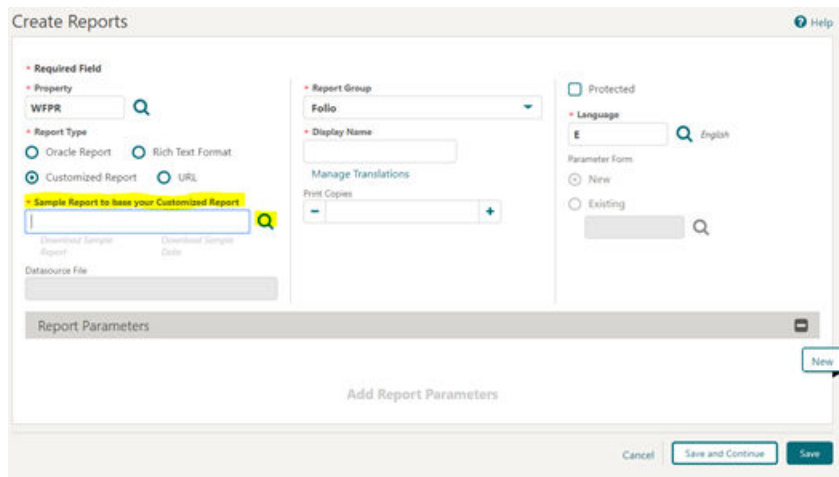 Create Reports
Help
* Required Field
* Property
WFPR
* Report Type
Oracle Report
Rich Text Format
Customized Report
URL
* Sample Report to base your Customized Report
Download Sample Report
Download Sample Data
Datasource File
* Report Group
Folio
* Display Name
Manage Translations
Print Copies
Protected
* Language
E
English
Parameter Form
New
Existing
Report Parameters
New
Add Report Parameters
Cancel
Save and Continue
Save